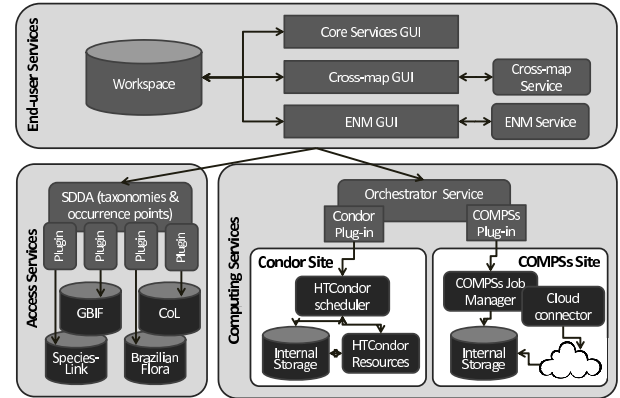 End-user Services
Workspace
Core Services GUI
Cross-map GUI
Cross-map
Service
ENM GUI
ENM Service
Access Services
SDDA (taxonomies &
occurrence points)
Plugin
Plugin
Plugin
Plugin
GBIF
CoL
Species-
Link
Brazilian
Flora
Computing Services
Orchestrator Service
Condor
Plug-in
COMPSs
Plug-in
Condor Site
HTCondor
scheduler
Internal
Storage
HTCondor
Resources
COMPSs Site
COMPSs Job
Manager
Cloud
connector
Internal
Storage